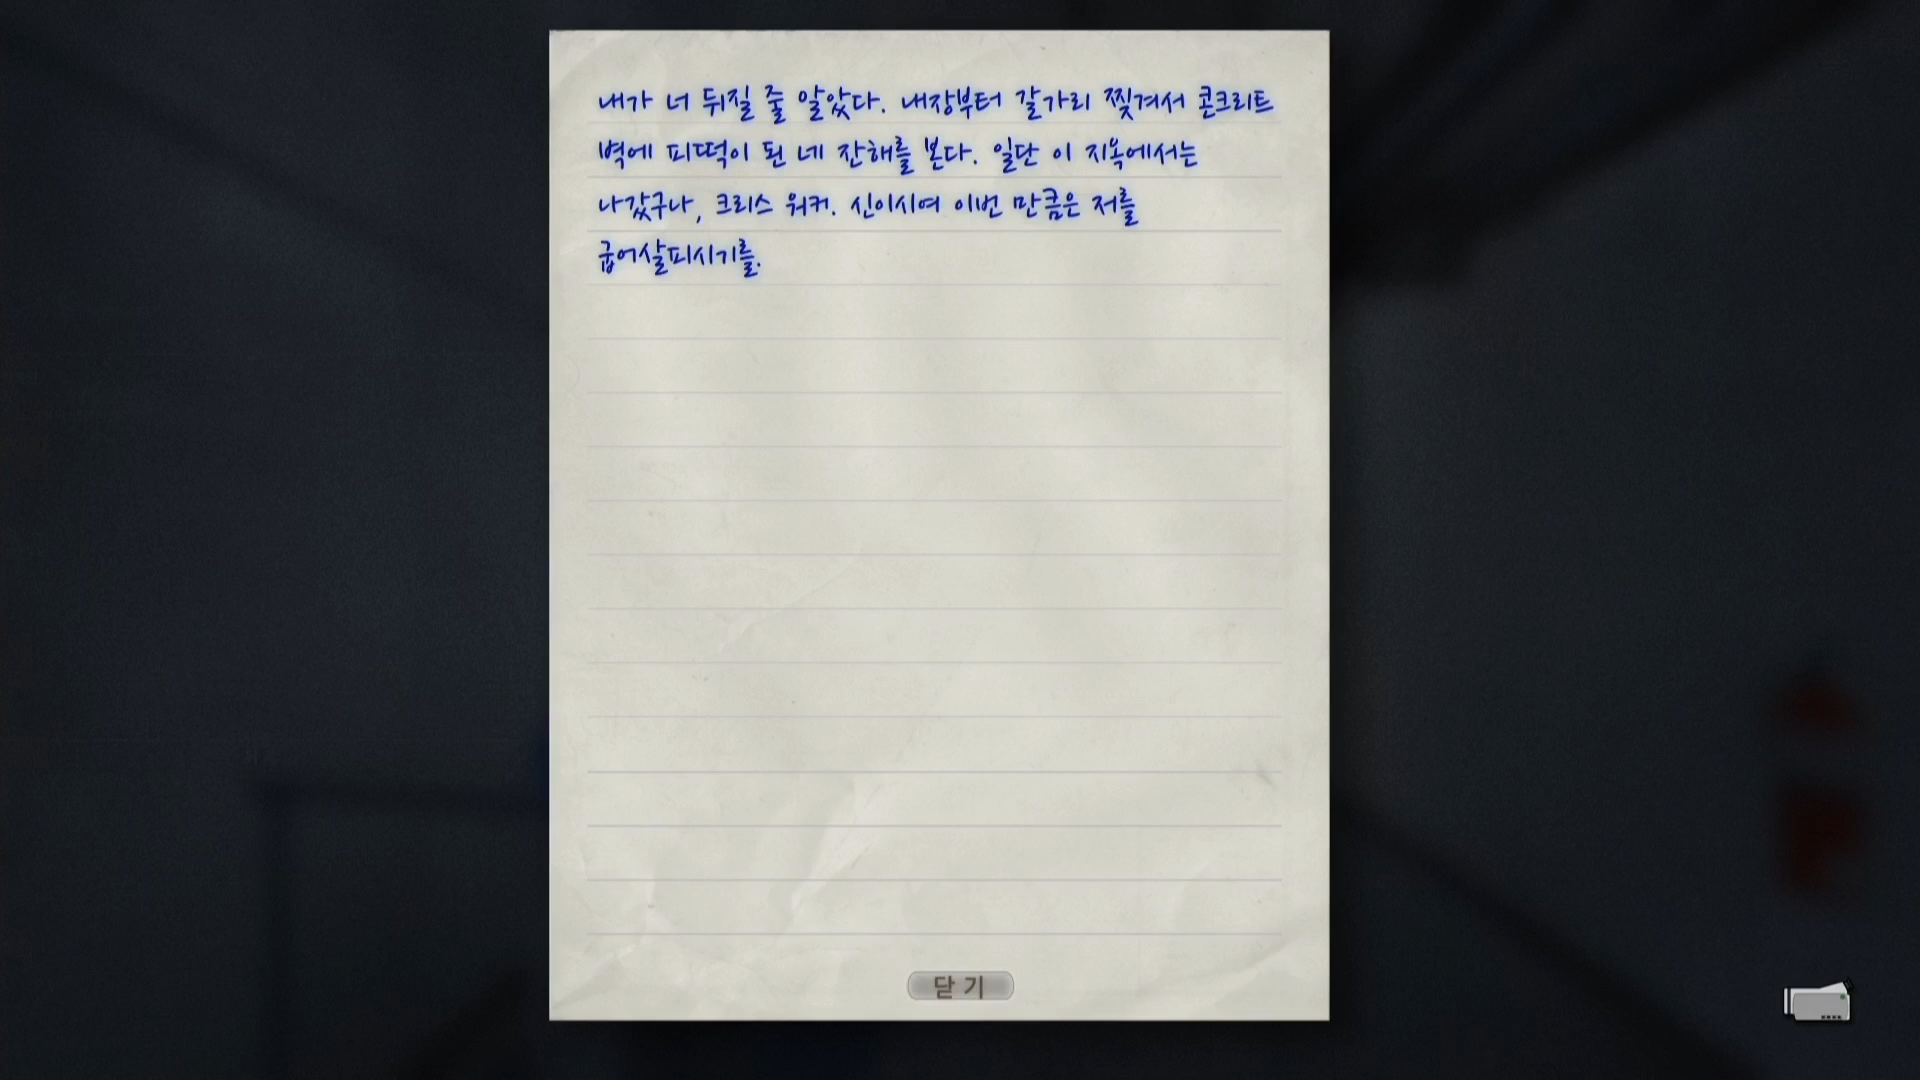 내가 너 뒤질 줄 알았다. 내장부터 갈가리 찢겨서 콘크리트
벽에 피떡이 된 네 잔해를 본다. 일단 이 지옥에서는
나갔구나, 크리스 워커. 신이시여 이번 만큼은 저를
굽어살피시기를.
닫기